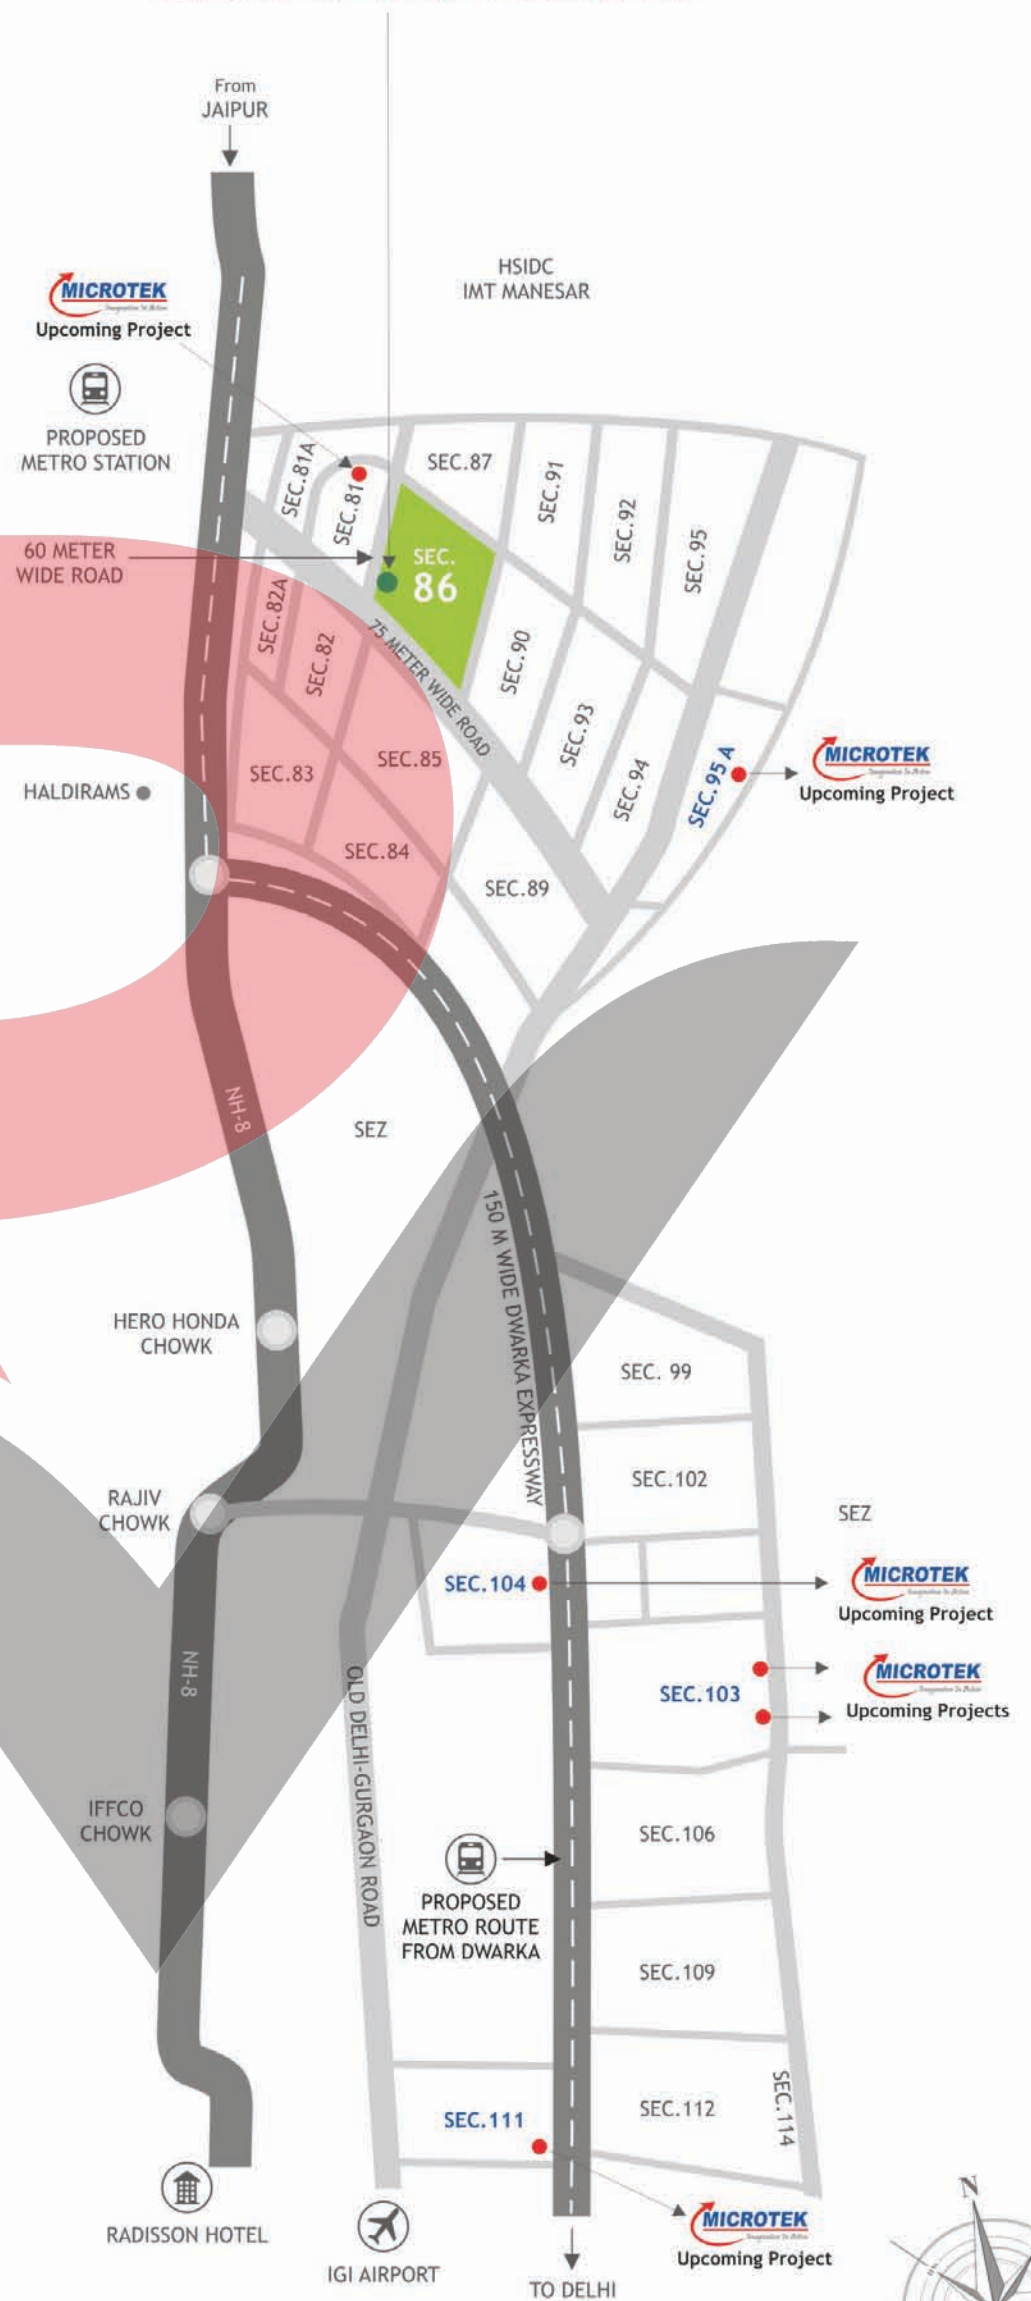 From
JAIPUR
HSIDC
IMT MANESAR
MICROTEK
Upcoming Project
PROPOSED
METRO STATION
SEC.81A
SEC.81
SEC.87
SEC.91
SEC.92
SEC.95
60 METER
WIDE ROAD
SEC.
86
SEC.82A
SEC.82
75 METER WIDE ROAD
SEC.90
SEC.93
SEC.94
SEC.95 A
MICROTEK
Upcoming Project
SEC.83
SEC.85
HALDIRAMS
SEC.84
SEC.89
NH-8
SEZ
150 M WIDE DWARKA EXPRESSWAY
HERO HONDA
CHOWK
SEC. 99
SEC.102
RAJIV
CHOWK
SEZ
SEC.104
MICROTEK
Upcoming Project
NH-8
OLD DELHI-GURGAON ROAD
SEC.103
MICROTEK
Upcoming Projects
IFFCO
CHOWK
SEC.106
PROPOSED
METRO ROUTE
FROM DWARKA
SEC.109
SEC.111
SEC.112
SEC.114
RADISSON HOTEL
IGI AIRPORT
TO DELHI
MICROTEK
Upcoming Project
N